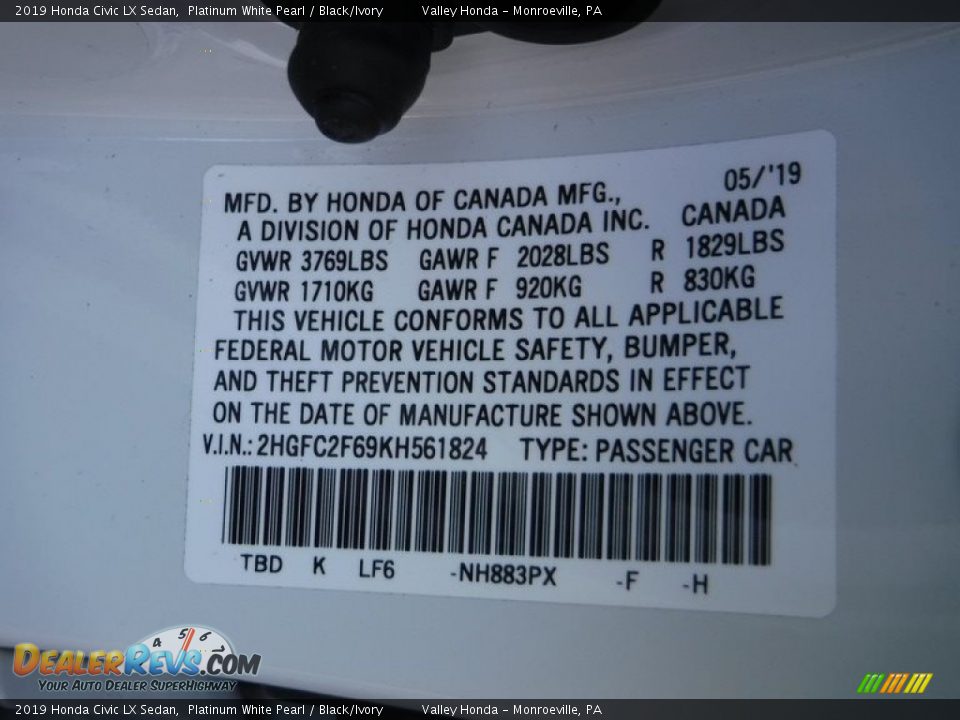 2019 Honda Civic LX Sedan, Platinum White Pearl / Black/Ivory Valley Honda - Monroeville, PA
05/'19
MFD. BY HONDA OF CANADA MFG.,
A DIVISION OF HONDA CANADA INC. CANADA
GVWR 3769LBS GAWR F 2028LBS R 1829LBS
GVWR 1710KG GAWR F 920KG R 830KG
THIS VEHICLE CONFORMS TO ALL APPLICABLE
FEDERAL MOTOR VEHICLE SAFETY, BUMPER,
AND THEFT PREVENTION STANDARDS IN EFFECT
ON THE DATE OF MANUFACTURE SHOWN ABOVE.
V.I.N.: 2HGFC2F69KH561824 TYPE: PASSENGER CAR
TBD K LF6 -NH883PX -F -H
4 5 6 7
DEALERREVS.COM
YOUR AUTO DEALER SUPERHIGHWAY
2019 Honda Civic LX Sedan, Platinum White Pearl / Black/Ivory Valley Honda - Monroeville, PA